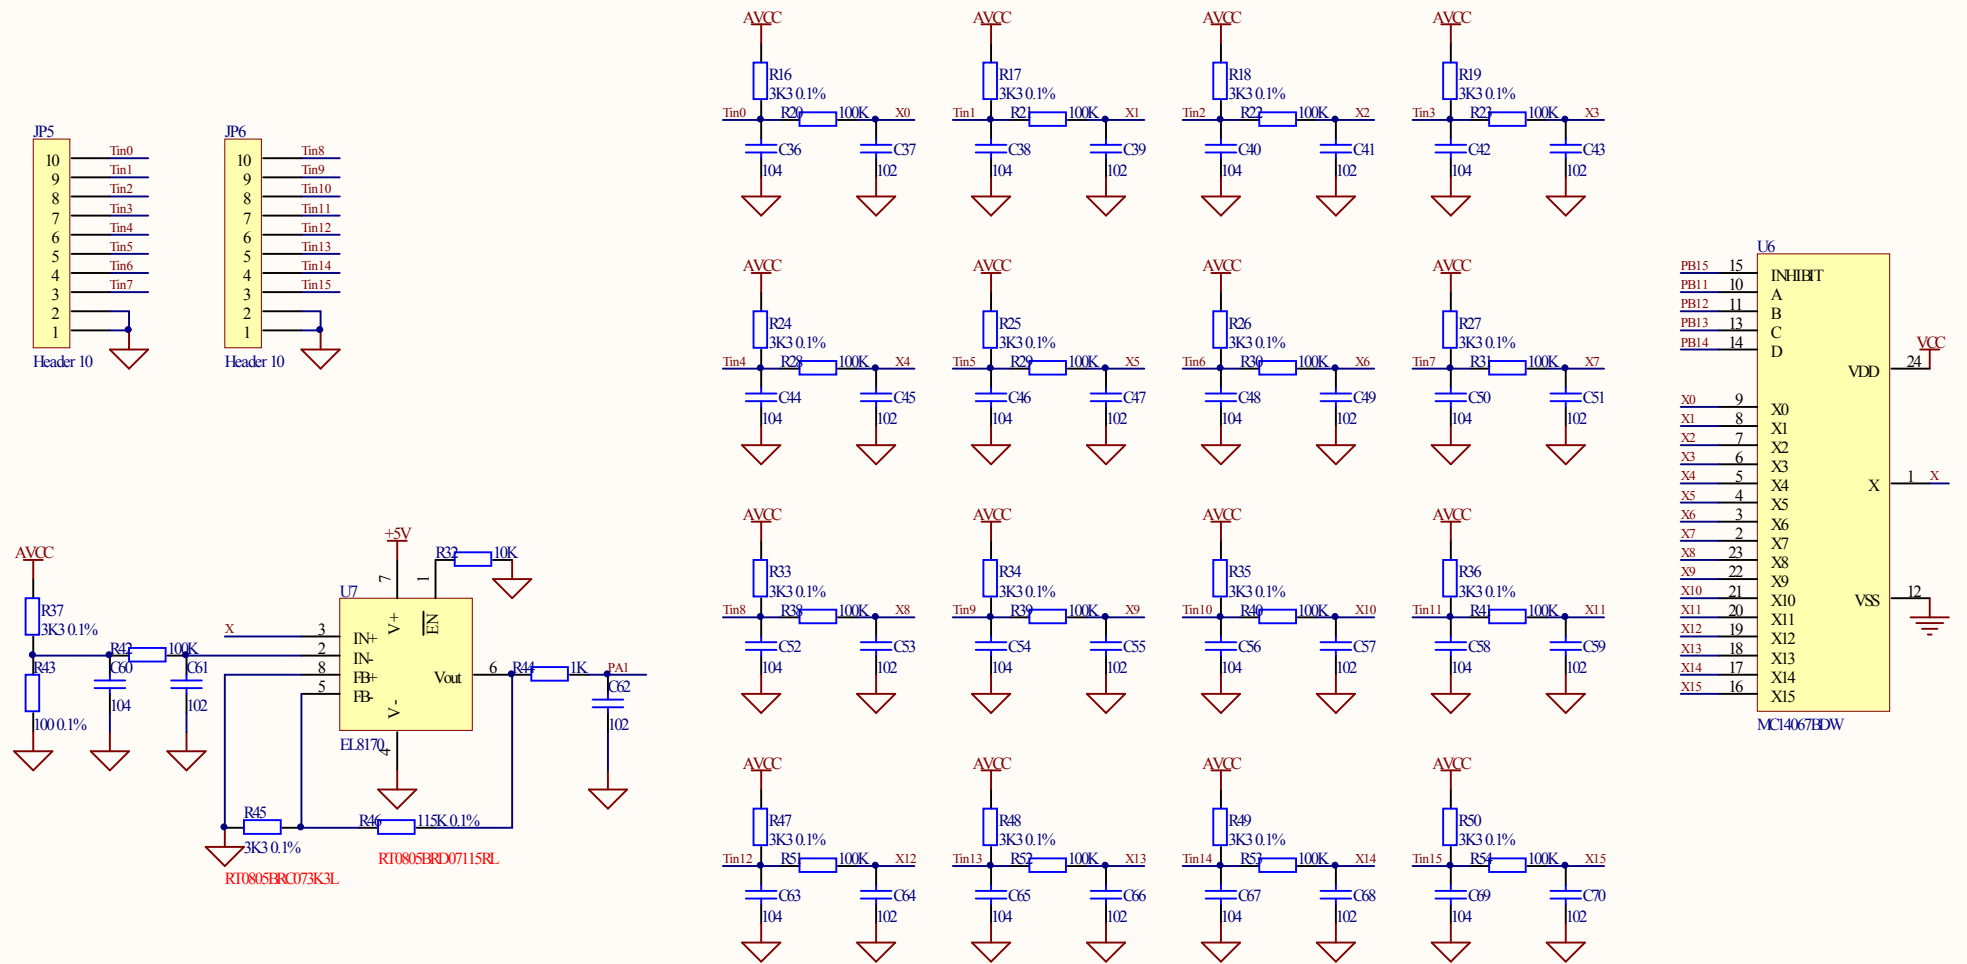 JP5
10 Tin0
9 Tin1
8 Tin2
7 Tin3
6 Tin4
5 Tin5
4 Tin6
3 Tin7
2
1
Header 10
JP6
10 Tin8
9 Tin9
8 Tin10
7 Tin11
6 Tin12
5 Tin13
4 Tin14
3 Tin15
2
1
Header 10
AVCC AVCC AVCC AVCC
R16 R17 R18 R19
3K3 0.1% 3K3 0.1% 3K3 0.1% 3K3 0.1%
Tin0 R20 100K X0 Tin1 R21 100K X1 Tin2 R22 100K X2 Tin3 R23 100K X3
C36 C37 C38 C39 C40 C41 C42 C43
104 102 104 102 104 102 104 102
AVCC AVCC AVCC AVCC
R24 R25 R26 R27
3K3 0.1% 3K3 0.1% 3K3 0.1% 3K3 0.1%
Tin4 R28 100K X4 Tin5 R29 100K X5 Tin6 R30 100K X6 Tin7 R31 100K X7
C44 C45 C46 C47 C48 C49 C50 C51
104 102 104 102 104 102 104 102
AVCC AVCC AVCC AVCC
R33 R34 R35 R36
3K3 0.1% 3K3 0.1% 3K3 0.1% 3K3 0.1%
Tin8 R38 100K X8 Tin9 R39 100K X9 Tin10 R40 100K X10 Tin11 R41 100K X11
C52 C53 C54 C55 C56 C57 C58 C59
104 102 104 102 104 102 104 102
AVCC AVCC AVCC AVCC
R47 R48 R49 R50
3K3 0.1% 3K3 0.1% 3K3 0.1% 3K3 0.1%
Tin12 R51 100K X12 Tin13 R52 100K X13 Tin14 R53 100K X14 Tin15 R54 100K X15
C63 C64 C65 C66 C67 C68 C69 C70
104 102 104 102 104 102 104 102
AVCC
R37
3K3 0.1%
R42 100K
R43
100 0.1%
C60
104
C61
102
+5V
R32 10K
U7
7 V+
1 EN
X 3 IN+
2 IN-
8 FB+
5 FB-
Vout 6
V- 4
EL8170
R44 1K PA1
C62
102
R45
3K3 0.1%
RT0805BRC073K3L
R46 115K 0.1%
RT0805BRD07115RL
U6
PB15 15 INHIBIT
PB11 10 A
PB12 11 B
PB13 13 C
PB14 14 D
VCC
VDD 24
X0 9 X0
X1 8 X1
X2 7 X2
X3 6 X3
X4 5 X4
X5 4 X5
X6 3 X6
X7 2 X7
X8 23 X8
X9 22 X9
X10 21 X10
X11 20 X11
X12 19 X12
X13 18 X13
X14 17 X14
X15 16 X15
X 1 X
VSS 12
MC14067BDW